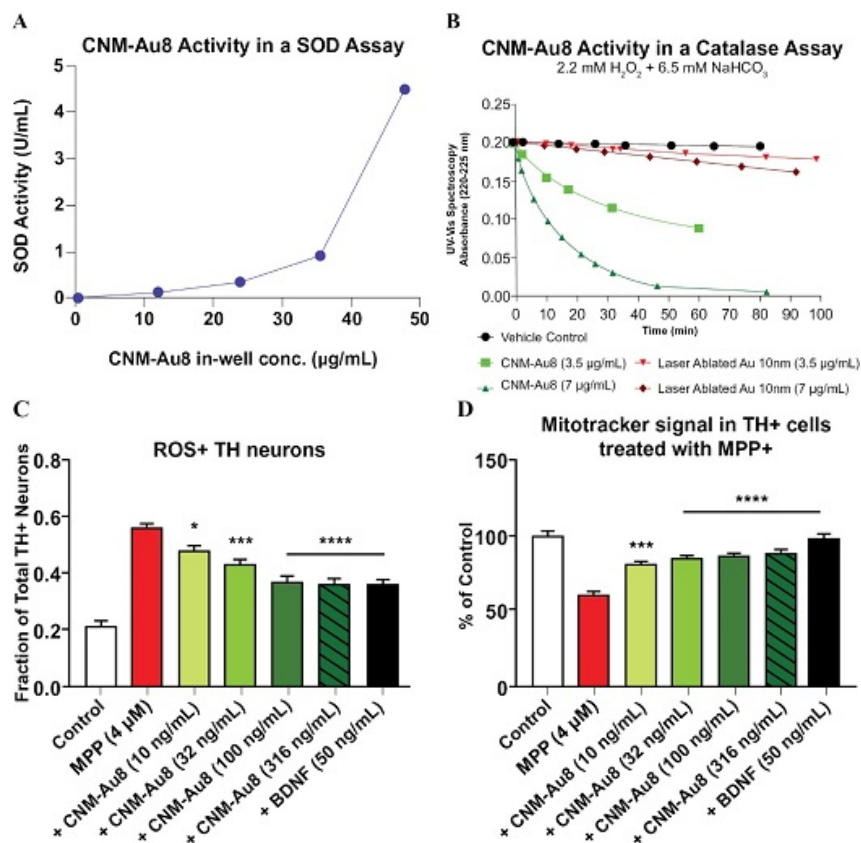 A
CNM-Au8 Activity in a SOD Assay
SOD Activity (U/mL)
5
4
3
2
1
0
0 10 20 30 40 50
CNM-Au8 in-well conc. (µg/mL)
B
CNM-Au8 Activity in a Catalase Assay
2.2 mM H₂O₂ + 6.5 mM NaHCO₃
UV-Vis Spectroscopy
Absorbance (220-225 nm)
0.25
0.20
0.15
0.10
0.05
0.00
0 10 20 30 40 50 60 70 80 90 100
Time (min)
Vehicle Control
CNM-Au8 (3.5 µg/mL)
Laser Ablated Au 10nm (3.5 µg/mL)
CNM-Au8 (7 µg/mL)
Laser Ablated Au 10nm (7 µg/mL)
C
ROS+ TH neurons
Fraction of Total TH+ Neurons
0.8
0.6
0.4
0.2
0.0
*
***
****
Control
MPP (4 µM)
+ CNM-Au8 (10 ng/mL)
+ CNM-Au8 (32 ng/mL)
+ CNM-Au8 (100 ng/mL)
+ CNM-Au8 (316 ng/mL)
+ BDNF (50 ng/mL)
D
Mitotracker signal in TH+ cells
treated with MPP+
% of Control
150
100
50
0
***
****
Control
MPP (4 µM)
+ CNM-Au8 (10 ng/mL)
+ CNM-Au8 (32 ng/mL)
+ CNM-Au8 (100 ng/mL)
+ CNM-Au8 (316 ng/mL)
+ BDNF (50 ng/mL)